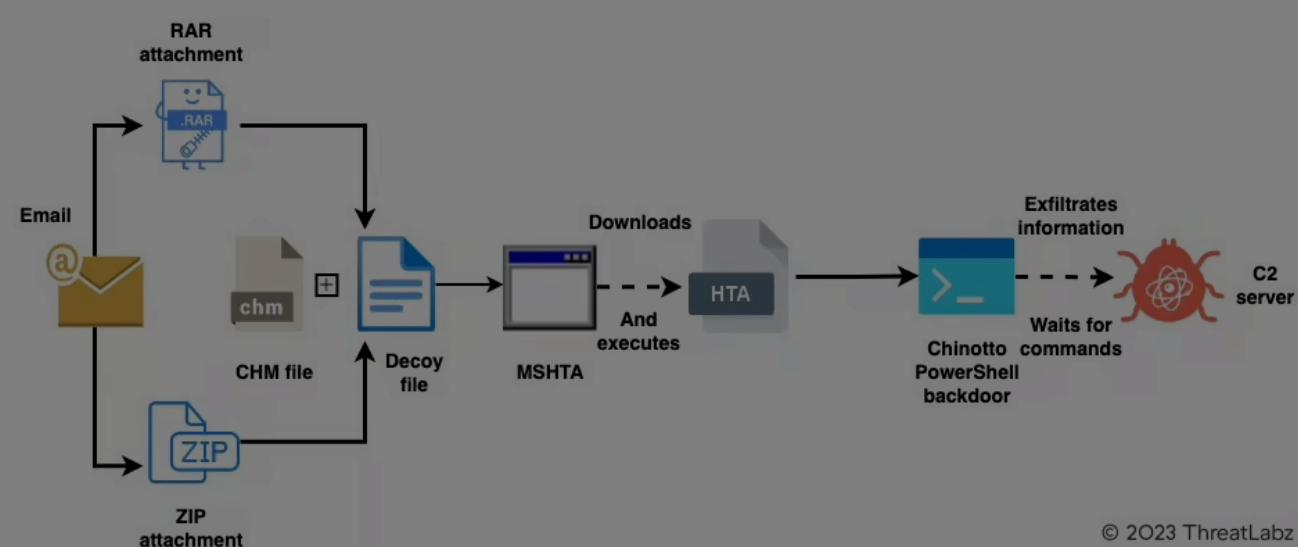 RAR
attachment
.RAR
Email
@
chm
CHM file
Decoy
file
ZIP
ZIP
attachment
MSHTA
Downloads
And
executes
HTA
Chinotto
PowerShell
backdoor
Exfiltrates
information
Waits for
commands
C2
server
© 2023 ThreatLabz